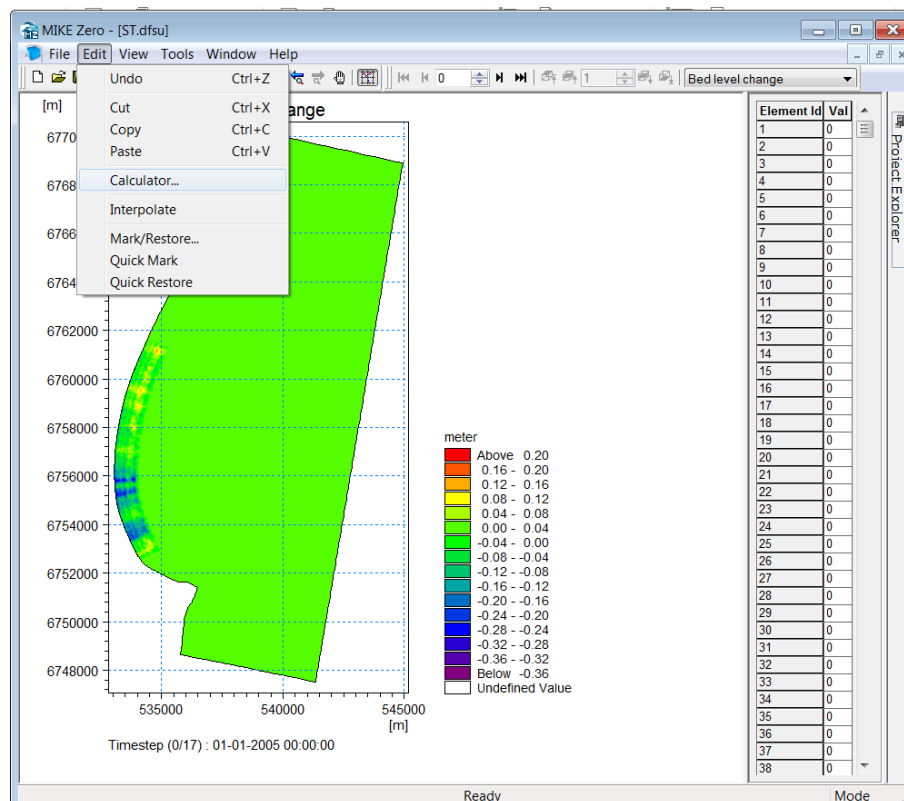 MIKE Zero - [ST.dfsu]
File Edit View Tools Window Help
0 1 Bed level change
Undo Ctrl+Z
Cut Ctrl+X
Copy Ctrl+C
Paste Ctrl+V
Calculator...
Interpolate
Mark/Restore...
Quick Mark
Quick Restore
[m] ange
6770
6768
6766
6764
6762000
6760000
6758000
6756000
6754000
6752000
6750000
6748000
535000 540000 545000
[m]
Timestep (0/17) : 01-01-2005 00:00:00
meter
Above 0.20
0.16 - 0.20
0.12 - 0.16
0.08 - 0.12
0.04 - 0.08
0.00 - 0.04
-0.04 - 0.00
-0.08 - -0.04
-0.12 - -0.08
-0.16 - -0.12
-0.20 - -0.16
-0.24 - -0.20
-0.28 - -0.24
-0.32 - -0.28
-0.36 - -0.32
Below -0.36
Undefined Value
Element Id Val
1 0
2 0
3 0
4 0
5 0
6 0
7 0
8 0
9 0
10 0
11 0
12 0
13 0
14 0
15 0
16 0
17 0
18 0
19 0
20 0
21 0
22 0
23 0
24 0
25 0
26 0
27 0
28 0
29 0
30 0
31 0
32 0
33 0
34 0
35 0
36 0
37 0
38 0
Project Explorer
Ready Mode